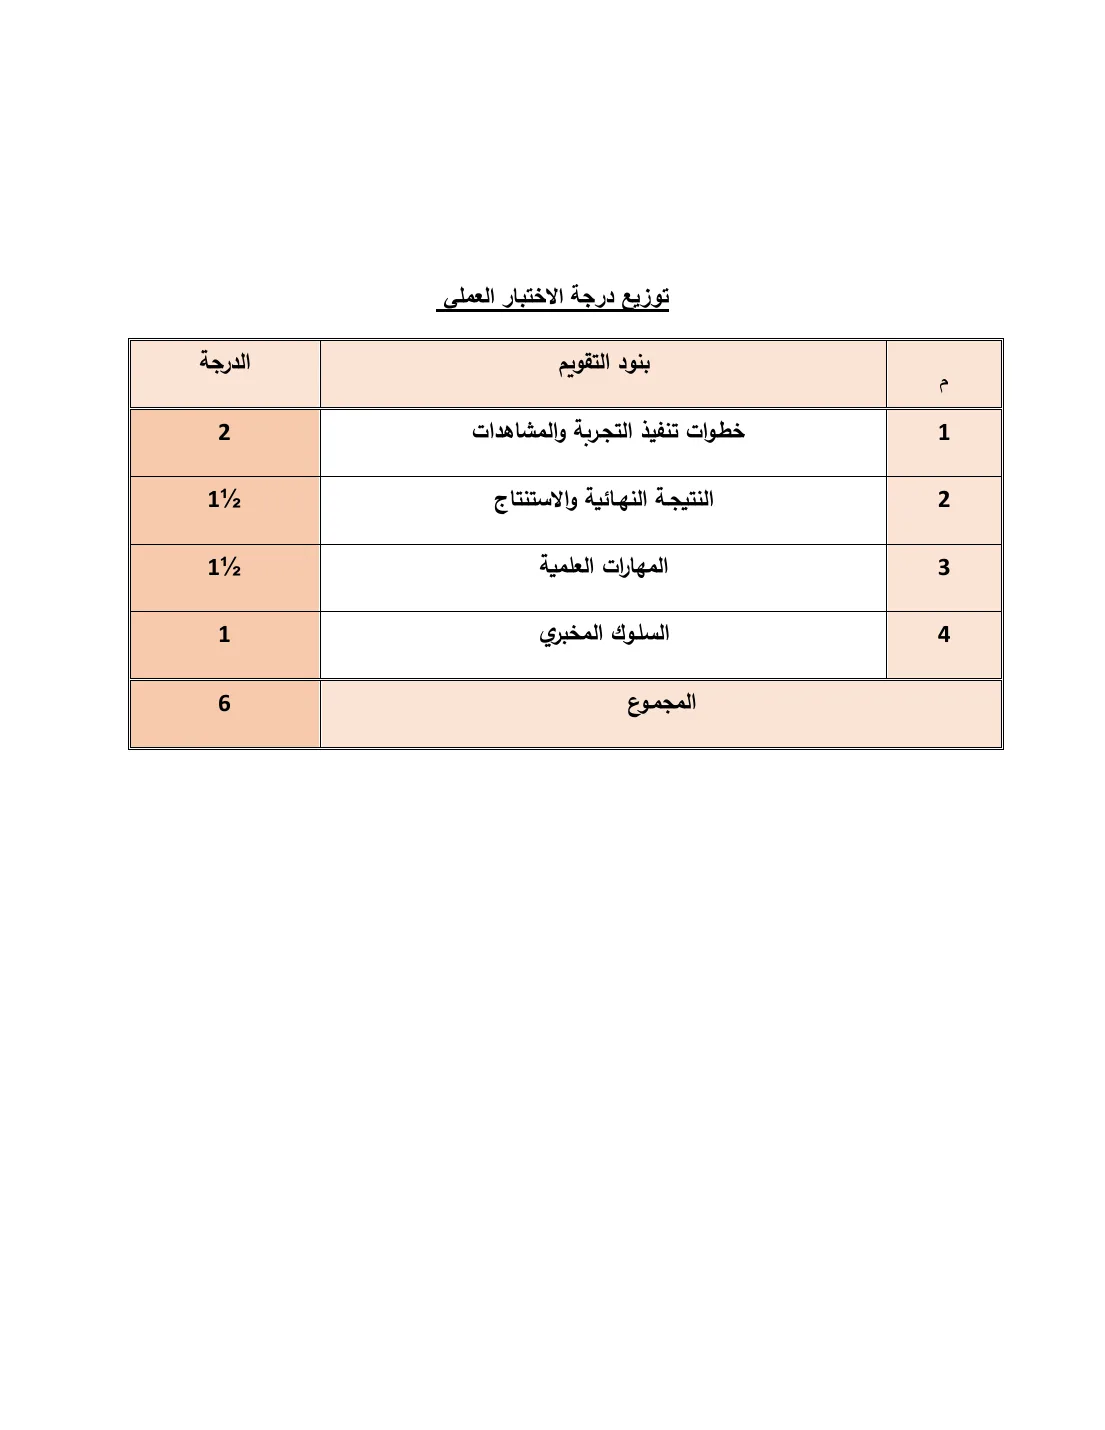 توزيع درجة الاختبار العملي
م بنود التقويم الدرجة
1 خطوات تنفيذ التجربة والمشاهدات 2
2 النتيجة النهائية والاستنتاج 1½
3 المهارات العلمية 1½
4 السلوك المخبري 1
المجموع 6